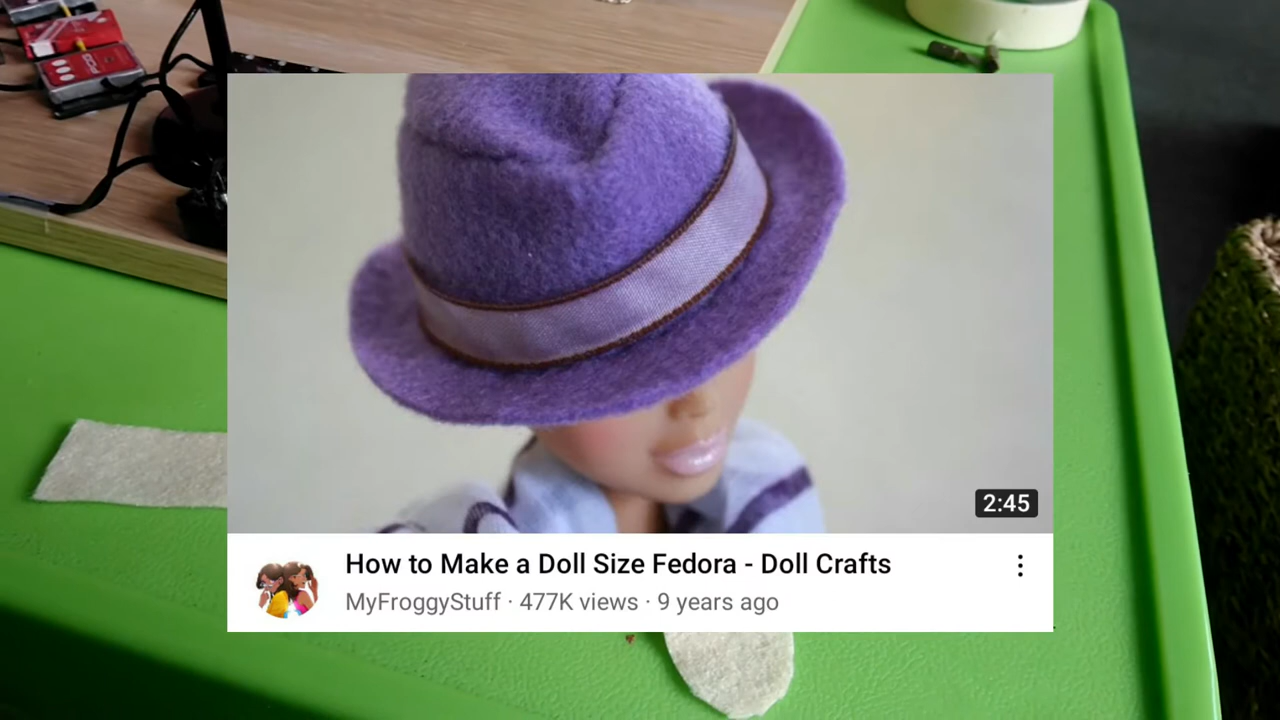 2:45
How to Make a Doll Size Fedora - Doll Crafts
MyFroggyStuff · 477K views · 9 years ago